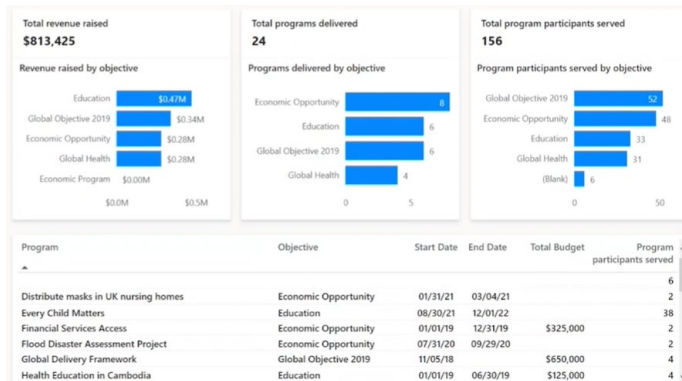 Total revenue raised
$813,425
Revenue raised by objective
Education $0.47M
Global Objective 2019 $0.34M
Economic Opportunity $0.28M
Global Health $0.28M
Economic Program $0.00M
$0.0M $0.5M
Total programs delivered
24
Programs delivered by objective
Economic Opportunity 8
Education 6
Global Objective 2019 6
Global Health 4
0 5
Total program participants served
156
Program participants served by objective
Global Objective 2019 52
Economic Opportunity 48
Education 33
Global Health 31
(Blank) 6
0 50
Program Objective Start Date End Date Total Budget Program
participants served
6
Distribute masks in UK nursing homes Economic Opportunity 01/31/21 03/04/21 2
Every Child Matters Education 08/30/21 12/01/22 38
Financial Services Access Economic Opportunity 01/01/19 12/31/19 $325,000 2
Flood Disaster Assessment Project Economic Opportunity 07/31/20 09/29/20 2
Global Delivery Framework Global Objective 2019 11/05/18 $650,000 4
Health Education in Cambodia Education 01/01/19 06/30/19 $125,000 4